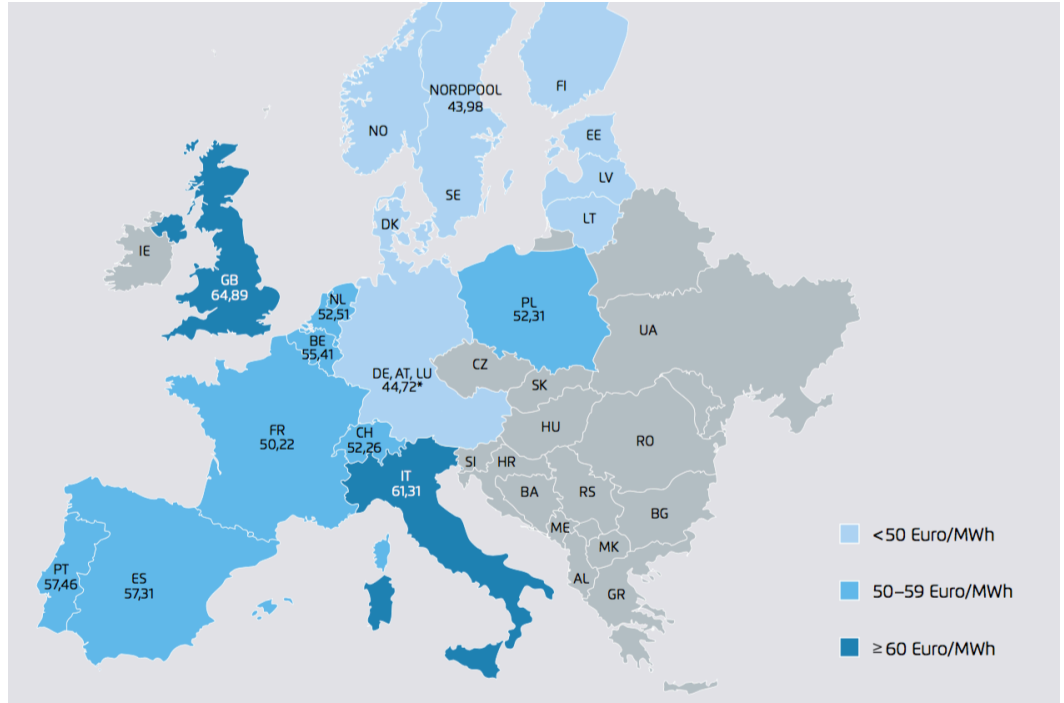 NORDPOOL
43,98
FI
NO
EE
LV
SE
LT
DK
IE
GB
64,89
NL
52,51
PL
52,31
UA
BE
55,41
CZ
DE, AT, LU
44,72*
SK
FR
50,22
CH
52,26
HU
RO
IT
61,31
SI
HR
BA
RS
BG
ME
MK
PT
57,46
ES
57,31
AL
GR
<50 Euro/MWh
50–59 Euro/MWh
≥60 Euro/MWh